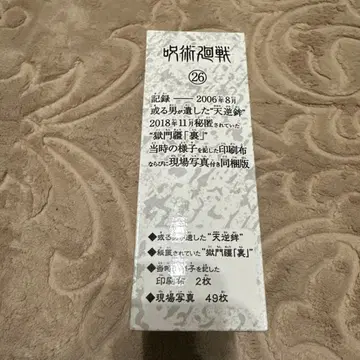 呪術廻戦
㉖
記録 ── 2006年8月
或る男が遺した“天逆鉾”
2018年11月秘匿されていた
“獄門疆「裏」”
当時の様子を記した印刷布
ならびに現場写真付き同梱版
◆或る男が遺した“天逆鉾”
◆秘匿されていた“獄門疆「裏」”
◆当時の様子を記した
印刷布 2枚
◆現場写真 49枚